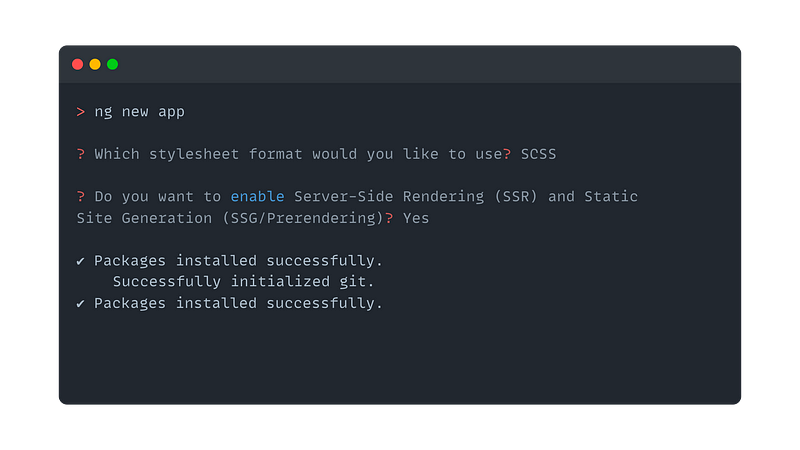 > ng new app
? Which stylesheet format would you like to use? SCSS
? Do you want to enable Server-Side Rendering (SSR) and Static
Site Generation (SSG/Prerendering)? Yes
✔ Packages installed successfully.
Successfully initialized git.
✔ Packages installed successfully.